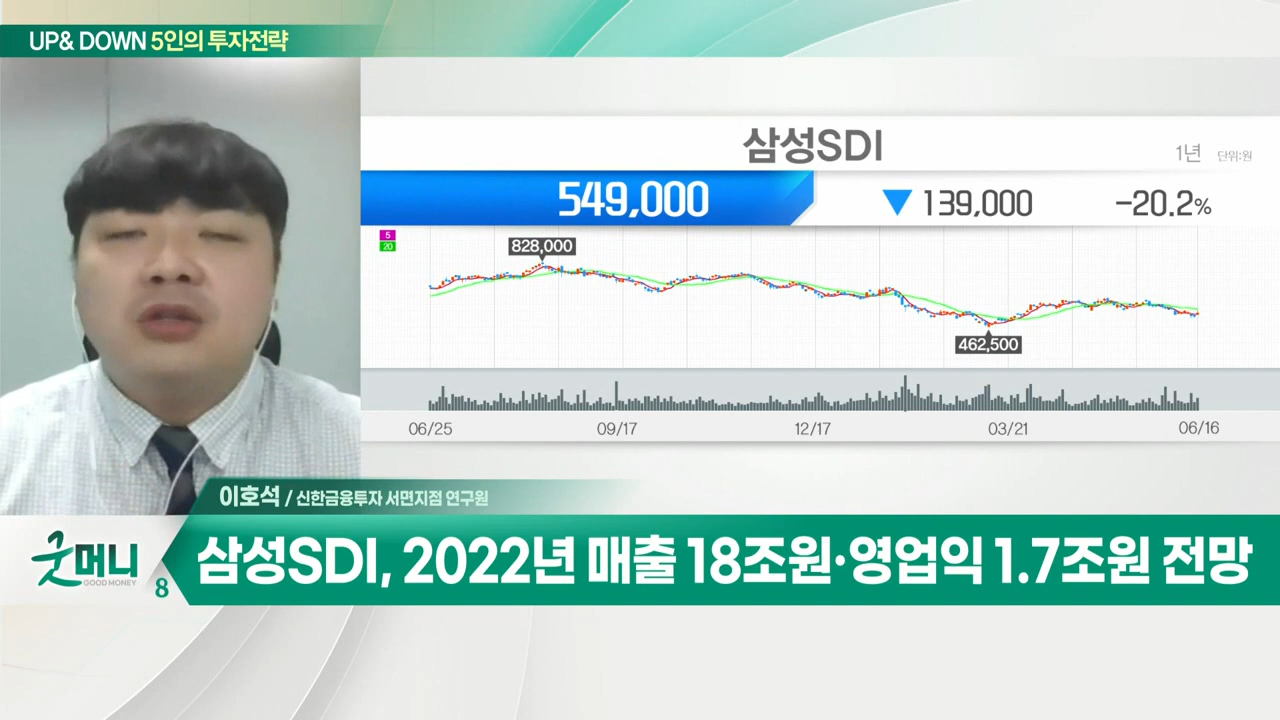 UP& DOWN 5인의 투자전략
삼성SDI
1년 단위:원
549,000 ▼ 139,000 -20.2%
5
20
828,000
462,500
06/25 09/17 12/17 03/21 06/16
이호석 / 신한금융투자 서면지점 연구원
굿머니
GOOD MONEY
8
삼성SDI, 2022년 매출 18조원·영업익 1.7조원 전망